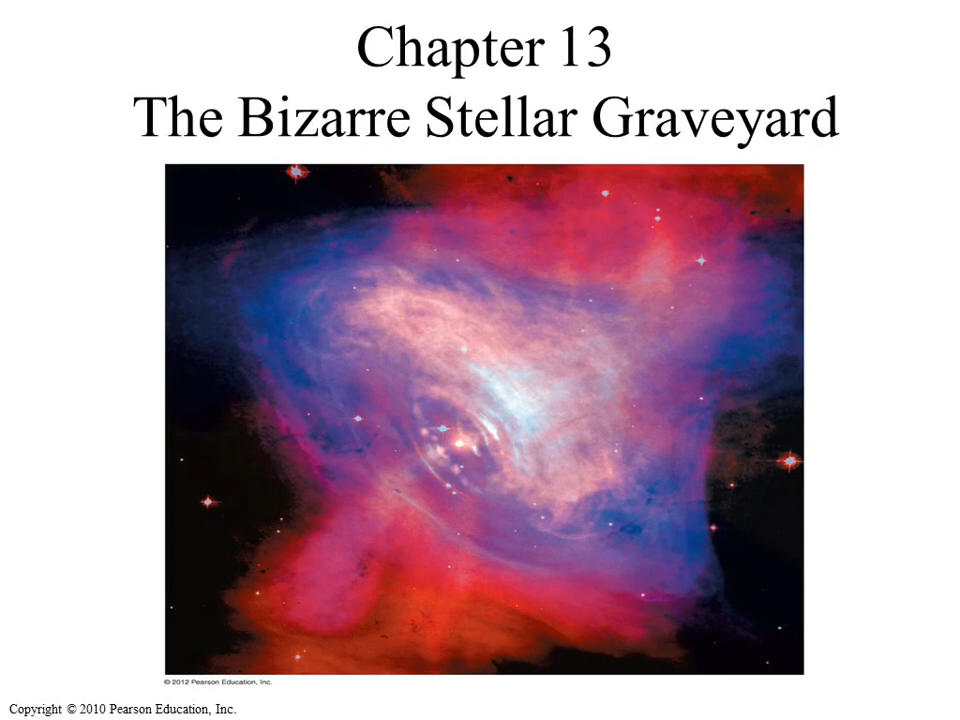 Chapter 13
The Bizarre Stellar Graveyard
© 2012 Pearson Education, Inc.
Copyright © 2010 Pearson Education, Inc.